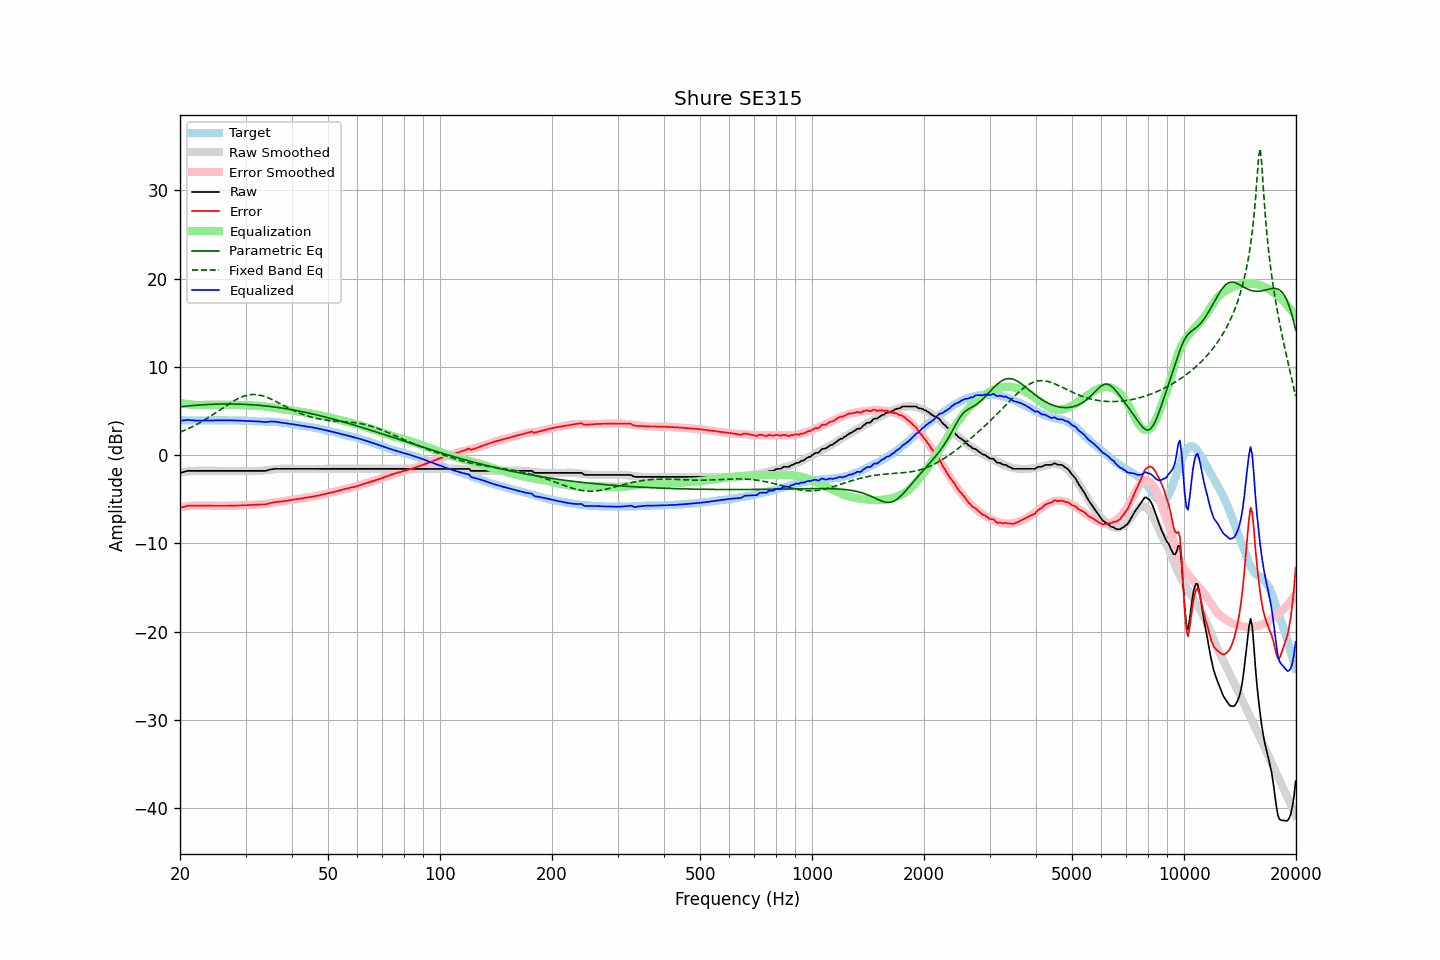 Shure SE315
Target
Raw Smoothed
Error Smoothed
Raw
Error
Equalization
Parametric Eq
Fixed Band Eq
Equalized
Amplitude (dBr)
30
20
10
0
−10
−20
−30
−40
20 50 100 200 500 1000 2000 5000 10000 20000
Frequency (Hz)